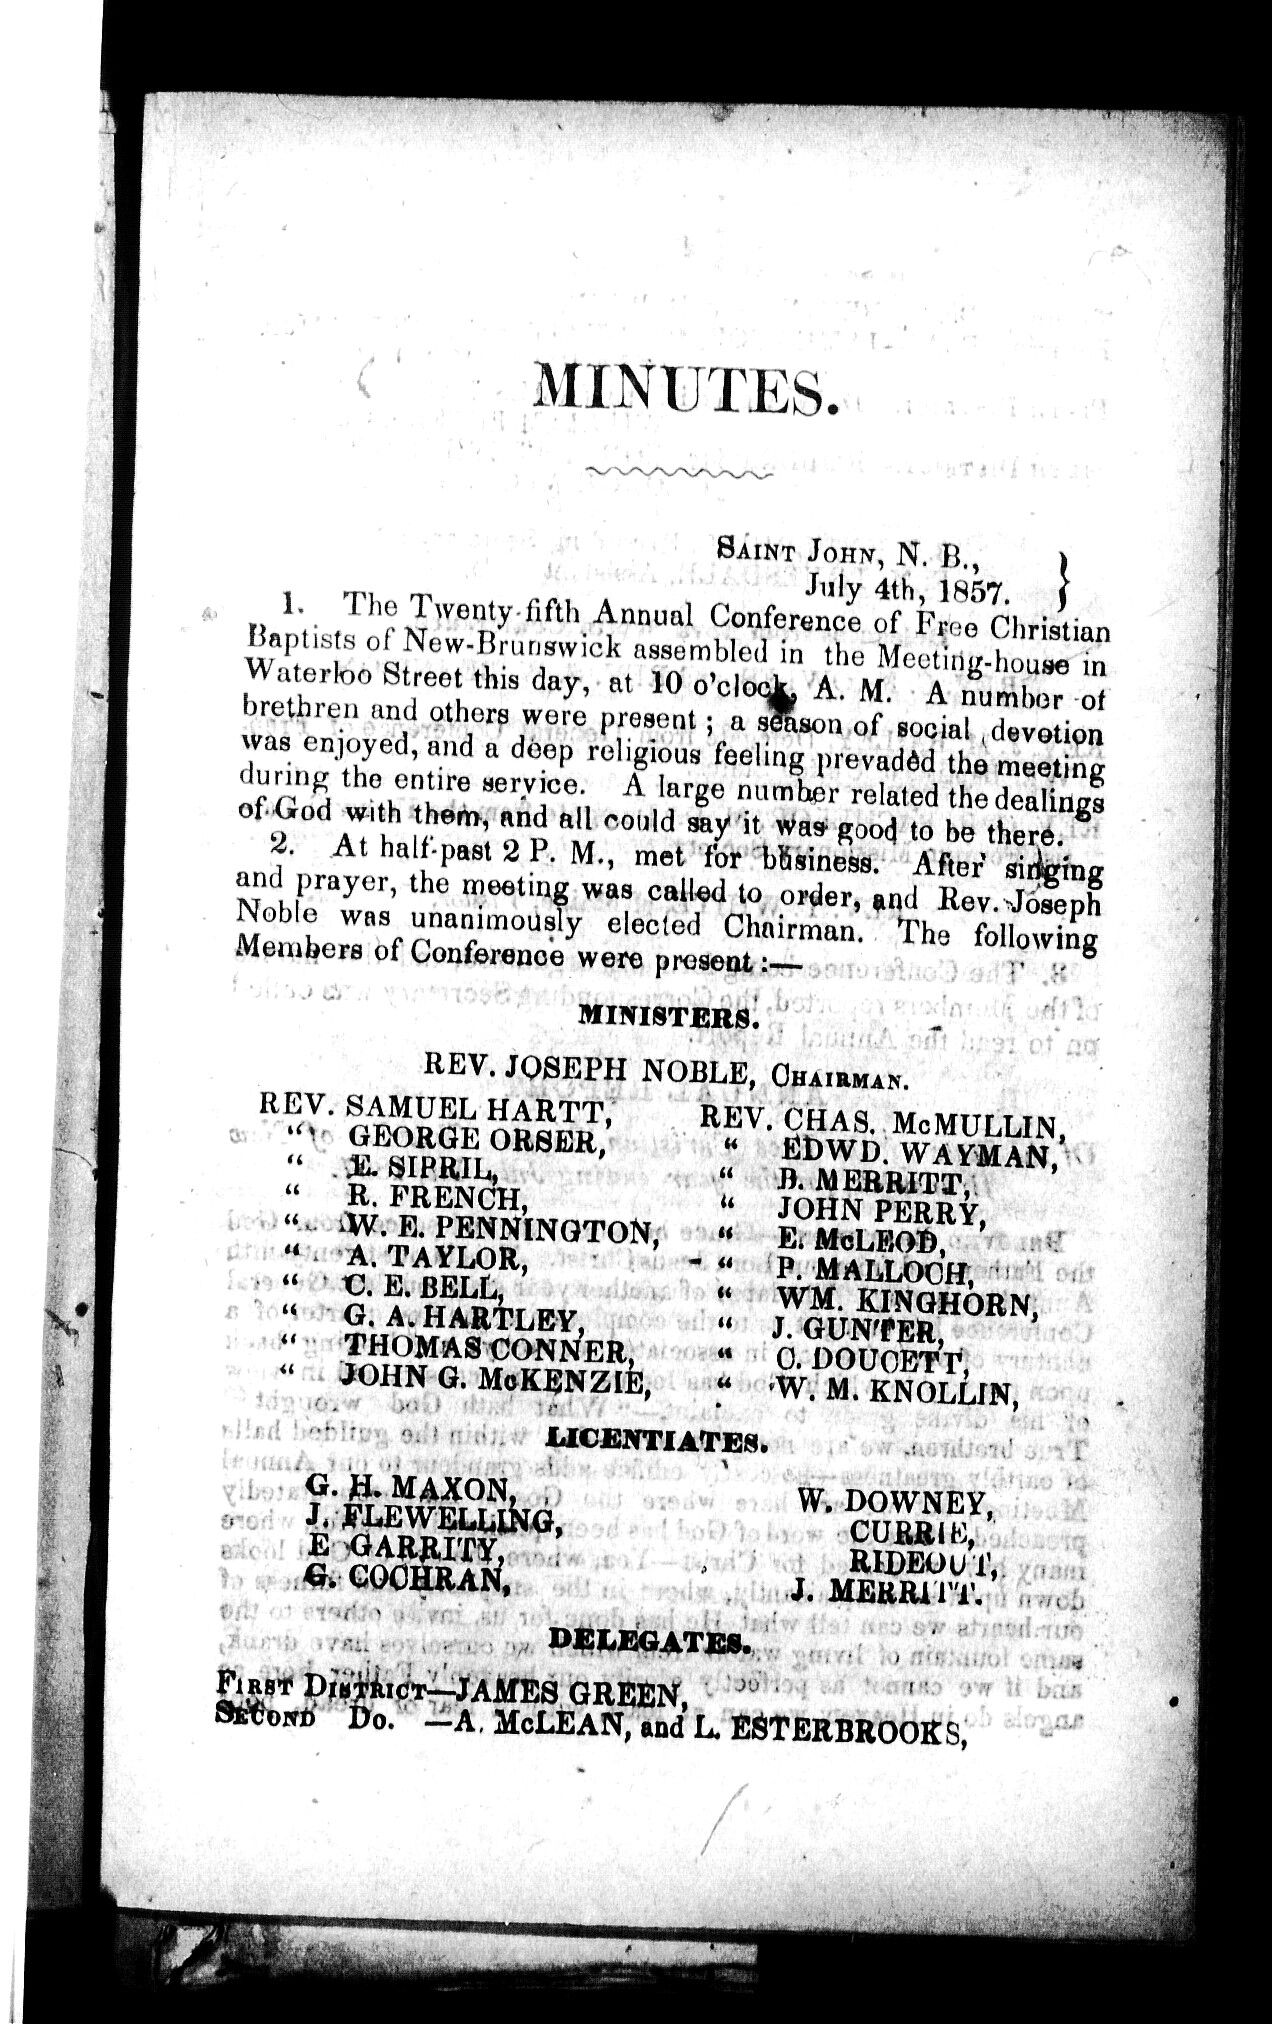 MINUTES.
SAINT JOHN, N. B.,
July 4th, 1857. }
1. The Twenty-fifth Annual Conference of Free Christian
Baptists of New-Brunswick assembled in the Meeting-house in
Waterloo Street this day, at 10 o'clock, A. M. A number of
brethren and others were present; a season of social devotion
was enjoyed, and a deep religious feeling prevaded the meeting
during the entire service. A large number related the dealings
of God with them, and all could say it was good to be there.
2. At half-past 2 P. M., met for business. After singing
and prayer, the meeting was called to order, and Rev. Joseph
Noble was unanimously elected Chairman. The following
Members of Conference were present:—
MINISTERS.
REV. JOSEPH NOBLE, CHAIRMAN.
REV. SAMUEL HARTT, REV. CHAS. McMULLIN,
" GEORGE ORSER, " EDWD. WAYMAN,
" E. SIPRIL, " B. MERRITT,
" R. FRENCH, " JOHN PERRY,
" W. E. PENNINGTON, " E. McLEOD,
" A. TAYLOR, " P. MALLOCH,
" C. E. BELL, " WM. KINGHORN,
" G. A. HARTLEY, " J. GUNTER,
" THOMAS CONNER, " C. DOUCETT,
" JOHN G. McKENZIE, " W. M. KNOLLIN,
LICENTIATES.
G. H. MAXON, W. DOWNEY,
J. FLEWELLING, CURRIE,
E GARRITY, RIDEOUT,
G. COCHRAN, J. MERRITT.
DELEGATES.
FIRST DISTRICT—JAMES GREEN,
SECOND Do. —A. McLEAN, and L. ESTERBROOKS,